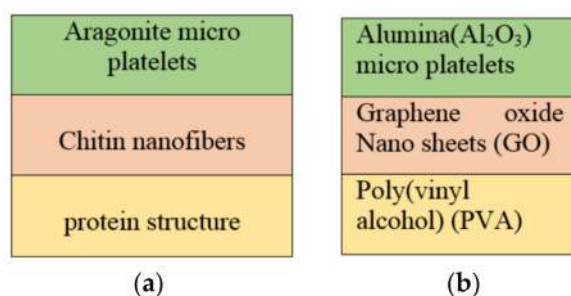 Aragonite micro
platelets
Chitin nanofibers
protein structure
(a)
Alumina(Al₂O₃)
micro platelets
Graphene oxide
Nano sheets (GO)
Poly(vinyl
alcohol) (PVA)
(b)